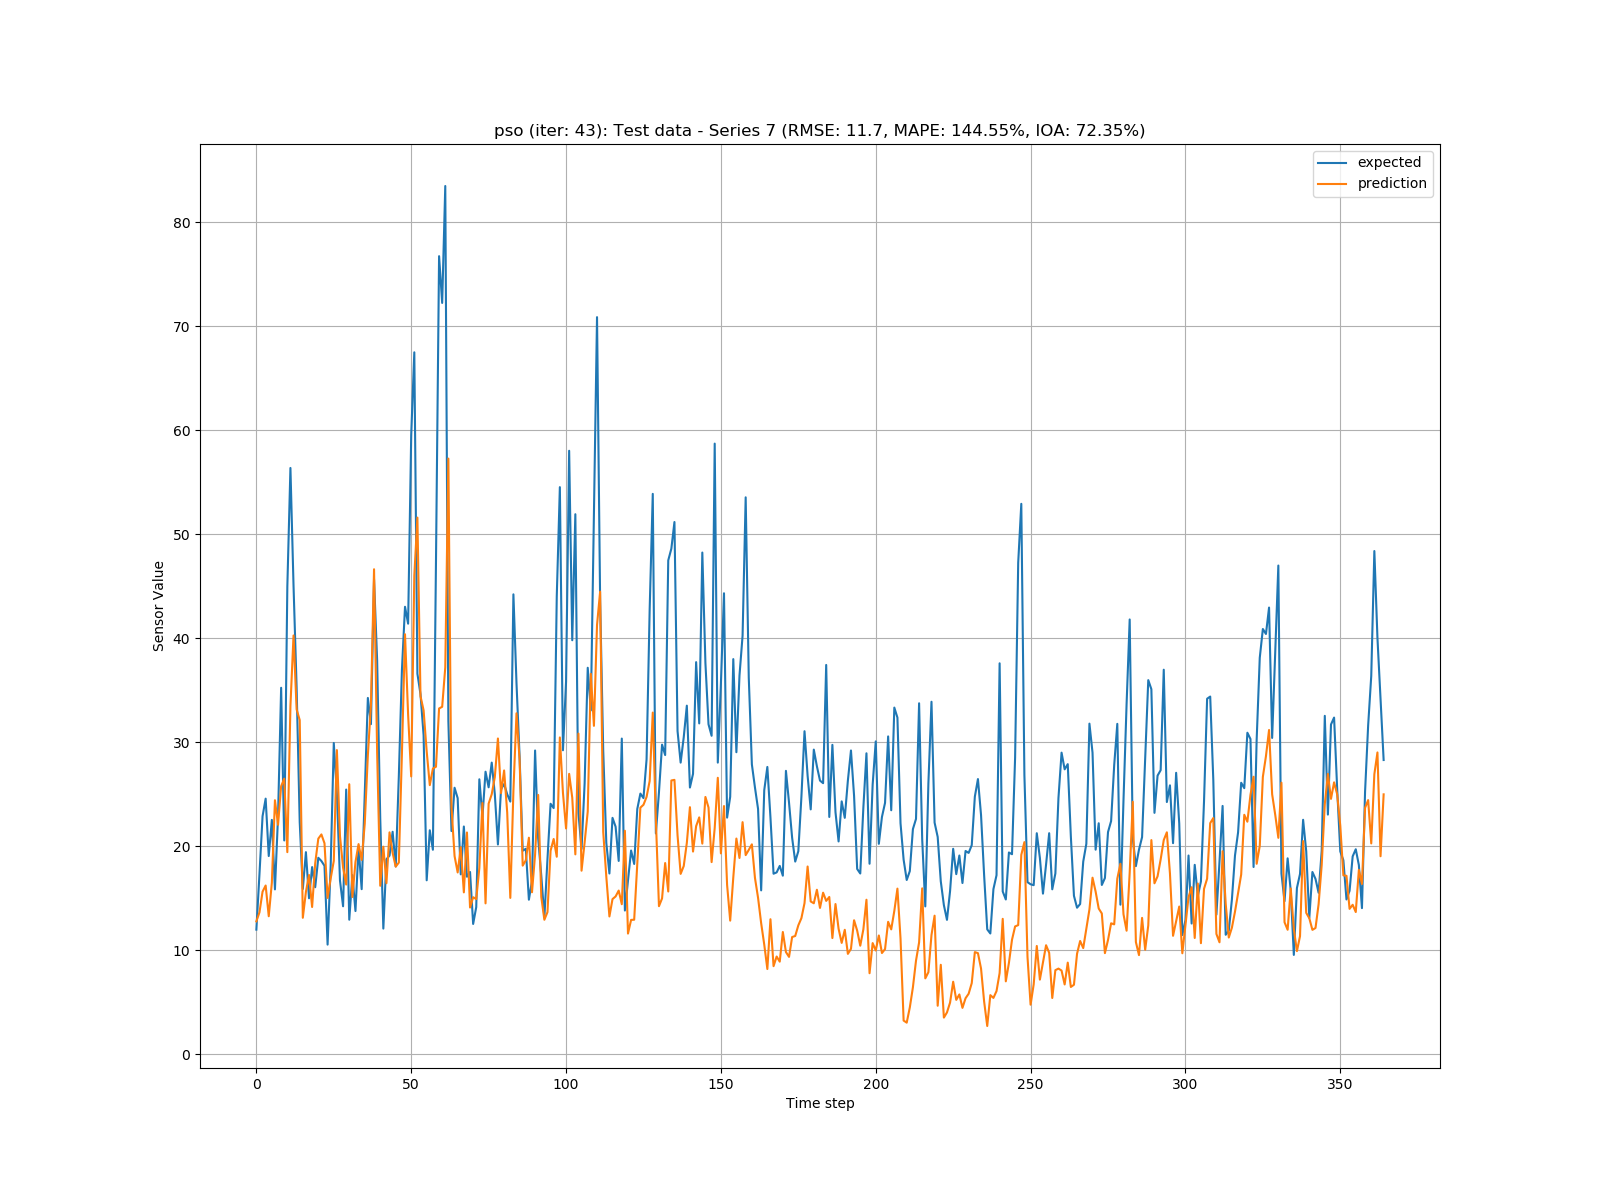 pso (iter: 43): Test data - Series 7 (RMSE: 11.7, MAPE: 144.55%, IOA: 72.35%)
expected
prediction
80
70
60
50
40
30
20
10
0
Sensor Value
0 50 100 150 200 250 300 350
Time step